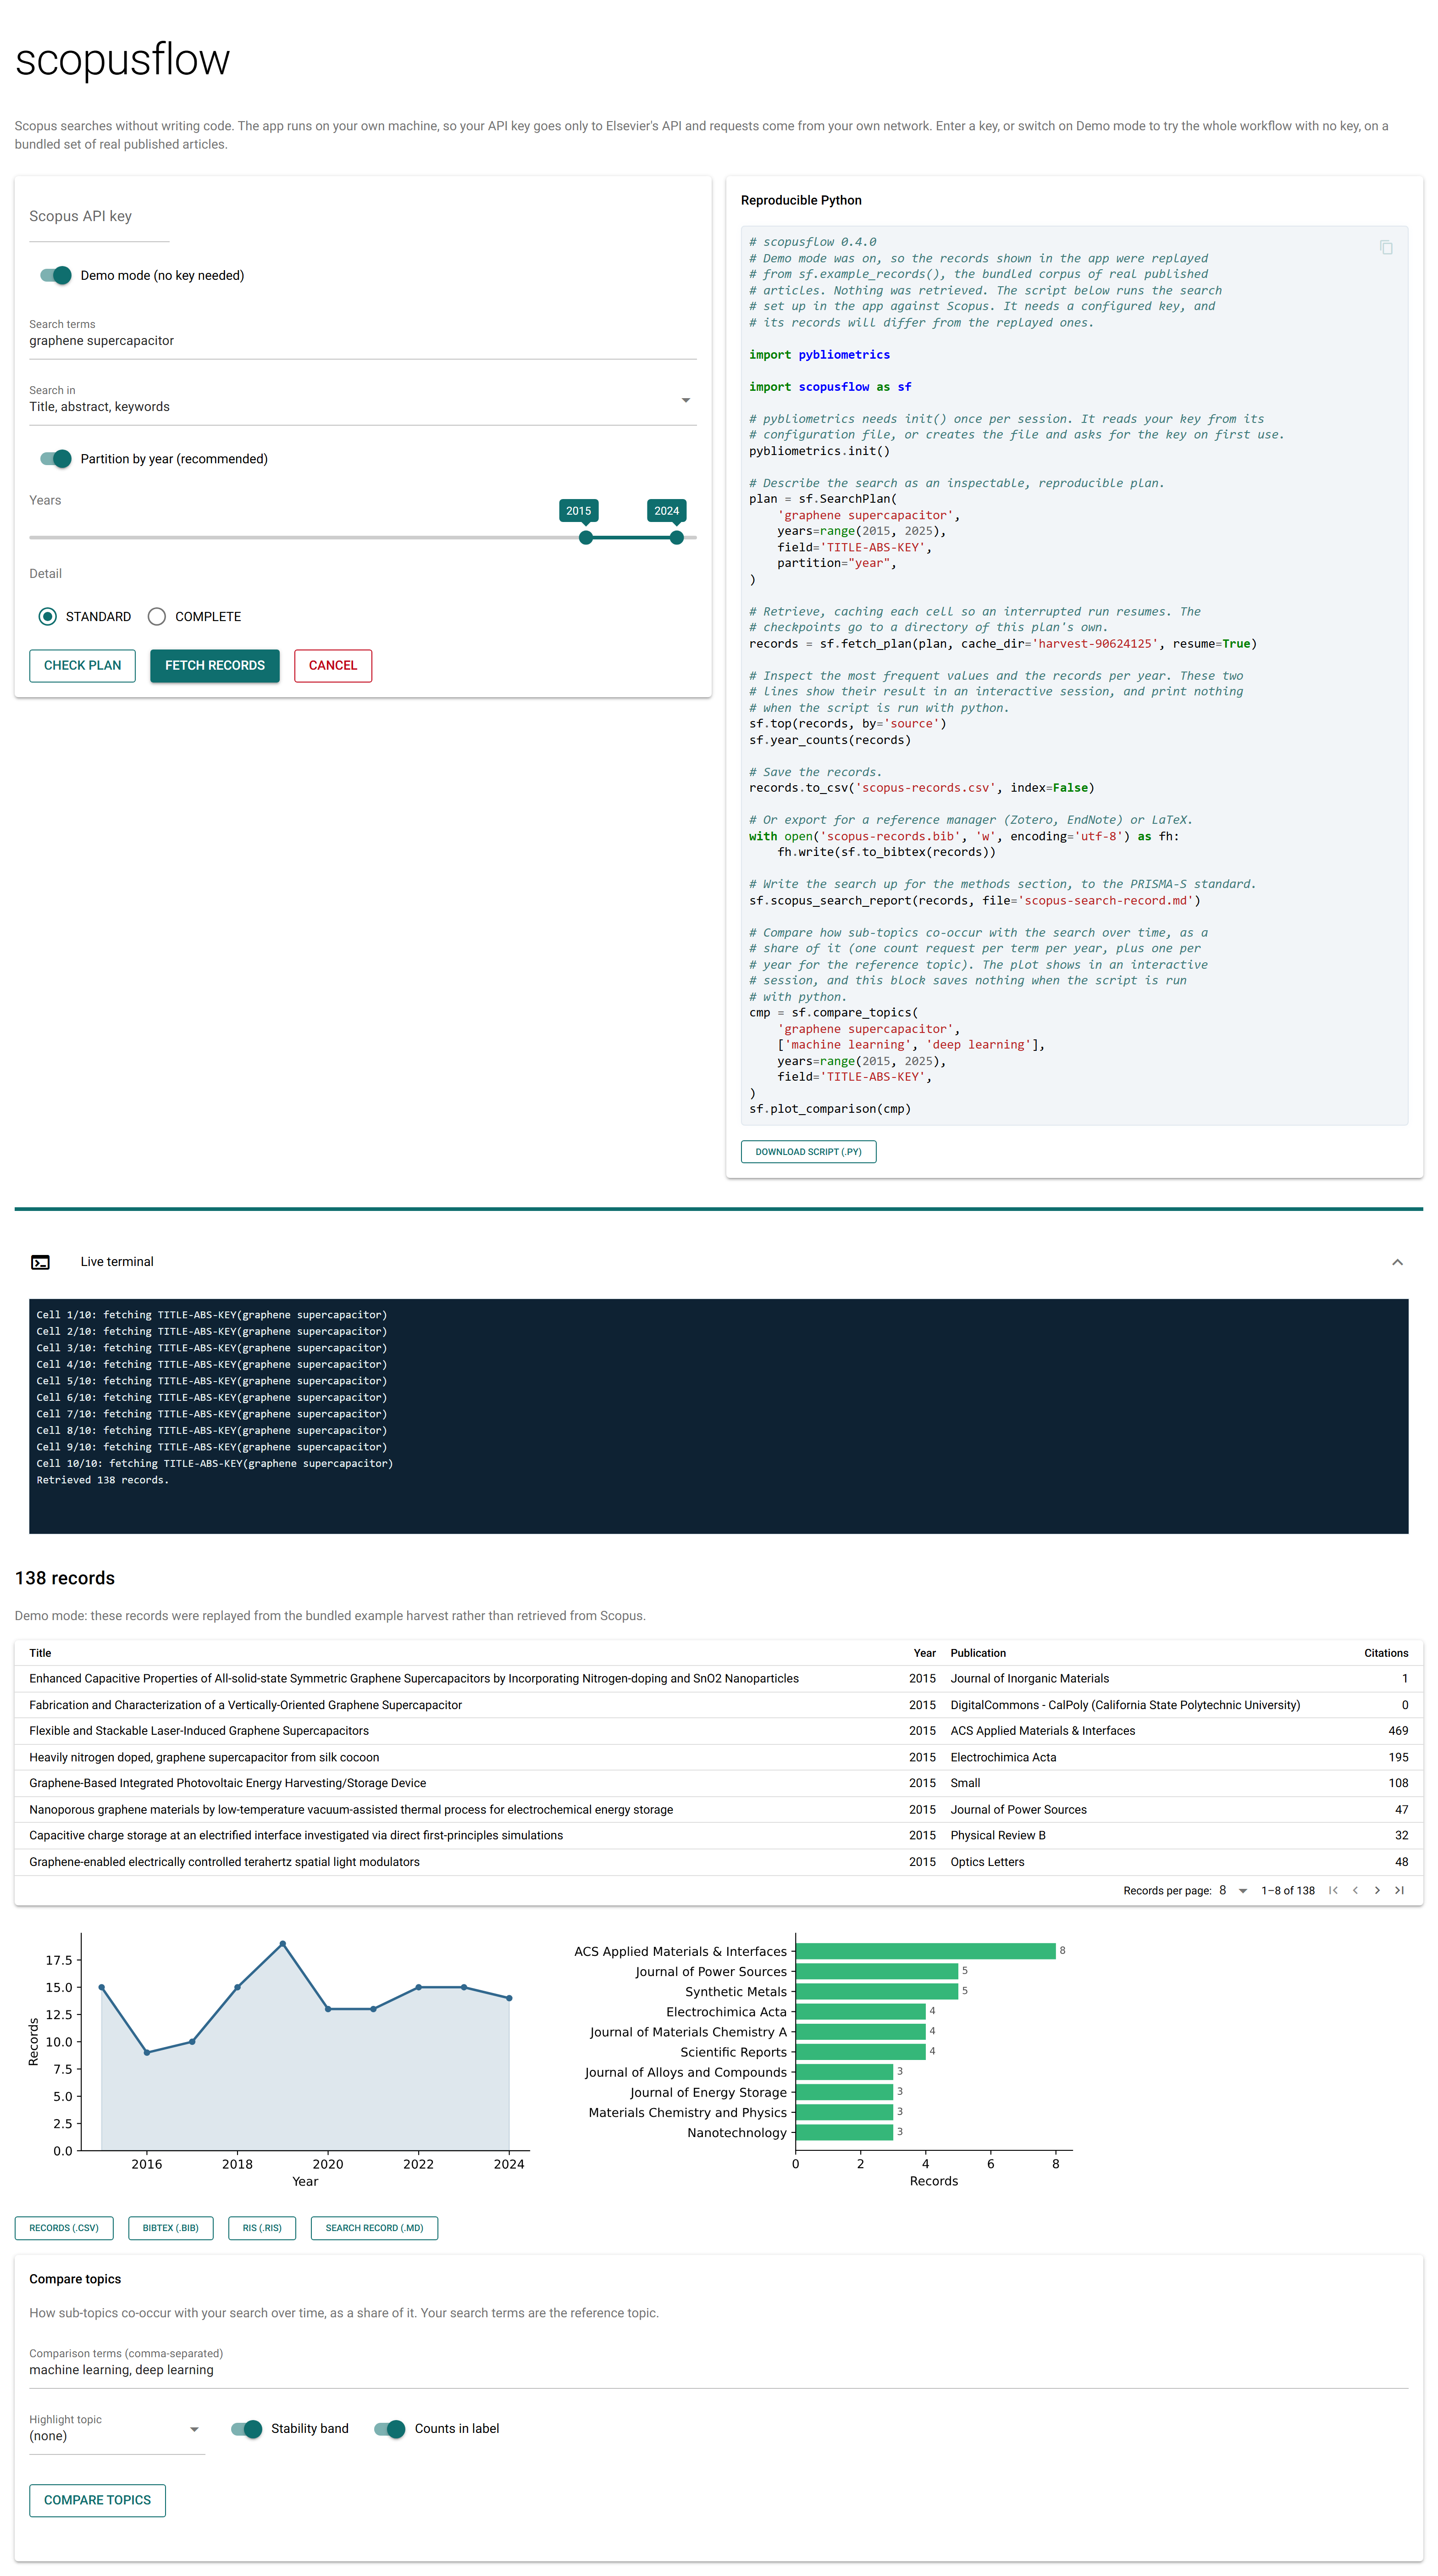 scopusflow
Scopus searches without writing code. The app runs on your own machine, so your API key goes only to Elsevier's API and requests come from your own network. Enter a key, or switch on Demo mode to try the whole workflow with no key, on a
bundled set of real published articles.
Scopus API key
Demo mode (no key needed)
Search terms
graphene supercapacitor
Search in
Title, abstract, keywords
Partition by year (recommended)
Years
2015
2024
Detail
STANDARD
COMPLETE
CHECK PLAN
FETCH RECORDS
CANCEL
Reproducible Python
# scopusflow 0.4.0
# Demo mode was on, so the records shown in the app were replayed
# from sf.example_records(), the bundled corpus of real published
# articles. Nothing was retrieved. The script below runs the search
# set up in the app against Scopus. It needs a configured key, and
# its records will differ from the replayed ones.
import pybliometrics
import scopusflow as sf
# pybliometrics needs init() once per session. It reads your key from its
# configuration file, or creates the file and asks for the key on first use.
pybliometrics.init()
# Describe the search as an inspectable, reproducible plan.
plan = sf.SearchPlan(
    'graphene supercapacitor',
    years=range(2015, 2025),
    field='TITLE-ABS-KEY',
    partition="year",
)
# Retrieve, caching each cell so an interrupted run resumes. The
# checkpoints go to a directory of this plan's own.
records = sf.fetch_plan(plan, cache_dir='harvest-90624125', resume=True)
# Inspect the most frequent values and the records per year. These two
# lines show their result in an interactive session, and print nothing
# when the script is run with python.
sf.top(records, by='source')
sf.year_counts(records)
# Save the records.
records.to_csv('scopus-records.csv', index=False)
# Or export for a reference manager (Zotero, EndNote) or LaTeX.
with open('scopus-records.bib', 'w', encoding='utf-8') as fh:
    fh.write(sf.to_bibtex(records))
# Write the search up for the methods section, to the PRISMA-S standard.
sf.scopus_search_report(records, file='scopus-search-record.md')
# Compare how sub-topics co-occur with the search over time, as a
# share of it (one count request per term per year, plus one per
# year for the reference topic). The plot shows in an interactive
# session, and this block saves nothing when the script is run
# with python.
cmp = sf.compare_topics(
    'graphene supercapacitor',
    ['machine learning', 'deep learning'],
    years=range(2015, 2025),
    field='TITLE-ABS-KEY',
)
sf.plot_comparison(cmp)
DOWNLOAD SCRIPT (.PY)
Live terminal
Cell 1/10: fetching TITLE-ABS-KEY(graphene supercapacitor)
Cell 2/10: fetching TITLE-ABS-KEY(graphene supercapacitor)
Cell 3/10: fetching TITLE-ABS-KEY(graphene supercapacitor)
Cell 4/10: fetching TITLE-ABS-KEY(graphene supercapacitor)
Cell 5/10: fetching TITLE-ABS-KEY(graphene supercapacitor)
Cell 6/10: fetching TITLE-ABS-KEY(graphene supercapacitor)
Cell 7/10: fetching TITLE-ABS-KEY(graphene supercapacitor)
Cell 8/10: fetching TITLE-ABS-KEY(graphene supercapacitor)
Cell 9/10: fetching TITLE-ABS-KEY(graphene supercapacitor)
Cell 10/10: fetching TITLE-ABS-KEY(graphene supercapacitor)
Retrieved 138 records.
138 records
Demo mode: these records were replayed from the bundled example harvest rather than retrieved from Scopus.
Title Year Publication Citations
Enhanced Capacitive Properties of All-solid-state Symmetric Graphene Supercapacitors by Incorporating Nitrogen-doping and SnO2 Nanoparticles 2015 Journal of Inorganic Materials 1
Fabrication and Characterization of a Vertically-Oriented Graphene Supercapacitor 2015 DigitalCommons - CalPoly (California State Polytechnic University) 0
Flexible and Stackable Laser-Induced Graphene Supercapacitors 2015 ACS Applied Materials & Interfaces 469
Heavily nitrogen doped, graphene supercapacitor from silk cocoon 2015 Electrochimica Acta 195
Graphene-Based Integrated Photovoltaic Energy Harvesting/Storage Device 2015 Small 108
Nanoporous graphene materials by low-temperature vacuum-assisted thermal process for electrochemical energy storage 2015 Journal of Power Sources 47
Capacitive charge storage at an electrified interface investigated via direct first-principles simulations 2015 Physical Review B 32
Graphene-enabled electrically controlled terahertz spatial light modulators 2015 Optics Letters 48
Records per page: 8 1–8 of 138
17.5
15.0
12.5
10.0
7.5
5.0
2.5
0.0
Records
2016 2018 2020 2022 2024
Year
ACS Applied Materials & Interfaces 8
Journal of Power Sources 5
Synthetic Metals 5
Electrochimica Acta 4
Journal of Materials Chemistry A 4
Scientific Reports 4
Journal of Alloys and Compounds 3
Journal of Energy Storage 3
Materials Chemistry and Physics 3
Nanotechnology 3
0 2 4 6 8
Records
RECORDS (.CSV)
BIBTEX (.BIB)
RIS (.RIS)
SEARCH RECORD (.MD)
Compare topics
How sub-topics co-occur with your search over time, as a share of it. Your search terms are the reference topic.
Comparison terms (comma-separated)
machine learning, deep learning
Highlight topic
(none)
Stability band
Counts in label
COMPARE TOPICS